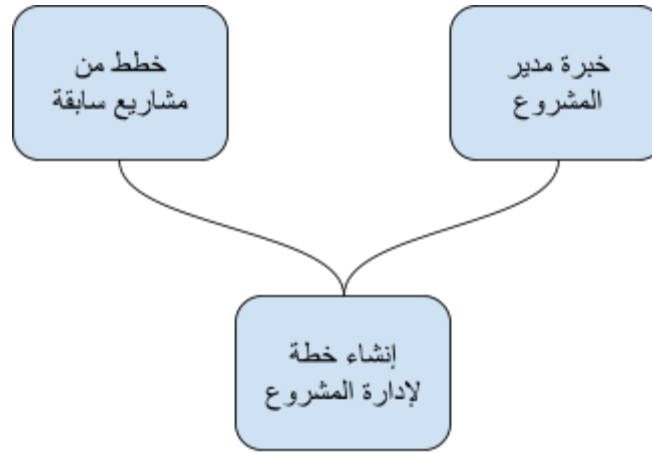 خبرة مدير
المشروع
خطط من
مشاريع سابقة
إنشاء خطة
لإدارة المشروع